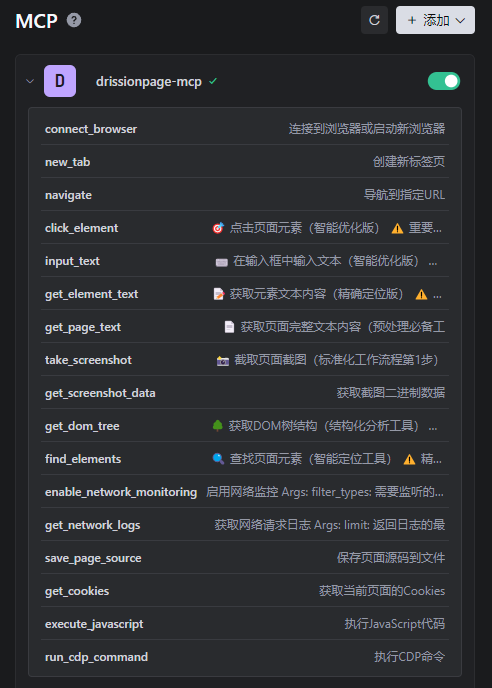 MCP ?
+ 添加
D drissionpage-mcp
connect_browser 连接到浏览器或启动新浏览器
new_tab 创建新标签页
navigate 导航到指定URL
click_element 🎯 点击页面元素（智能优化版） ⚠️ 重要...
input_text ⌨️ 在输入框中输入文本（智能优化版） ...
get_element_text 📝 获取元素文本内容（精确定位版） ⚠️ ...
get_page_text 📄 获取页面完整文本内容（预处理必备工
take_screenshot 📸 截取页面截图（标准化工作流程第1步）
get_screenshot_data 获取截图二进制数据
get_dom_tree 🌳 获取DOM树结构（结构化分析工具） ...
find_elements 🔍 查找页面元素（智能定位工具） ⚠️ 精...
enable_network_monitoring 启用网络监控 Args: filter_types: 需要监听的...
get_network_logs 获取网络请求日志 Args: limit: 返回日志的最
save_page_source 保存页面源码到文件
get_cookies 获取当前页面的Cookies
execute_javascript 执行JavaScript代码
run_cdp_command 执行CDP命令